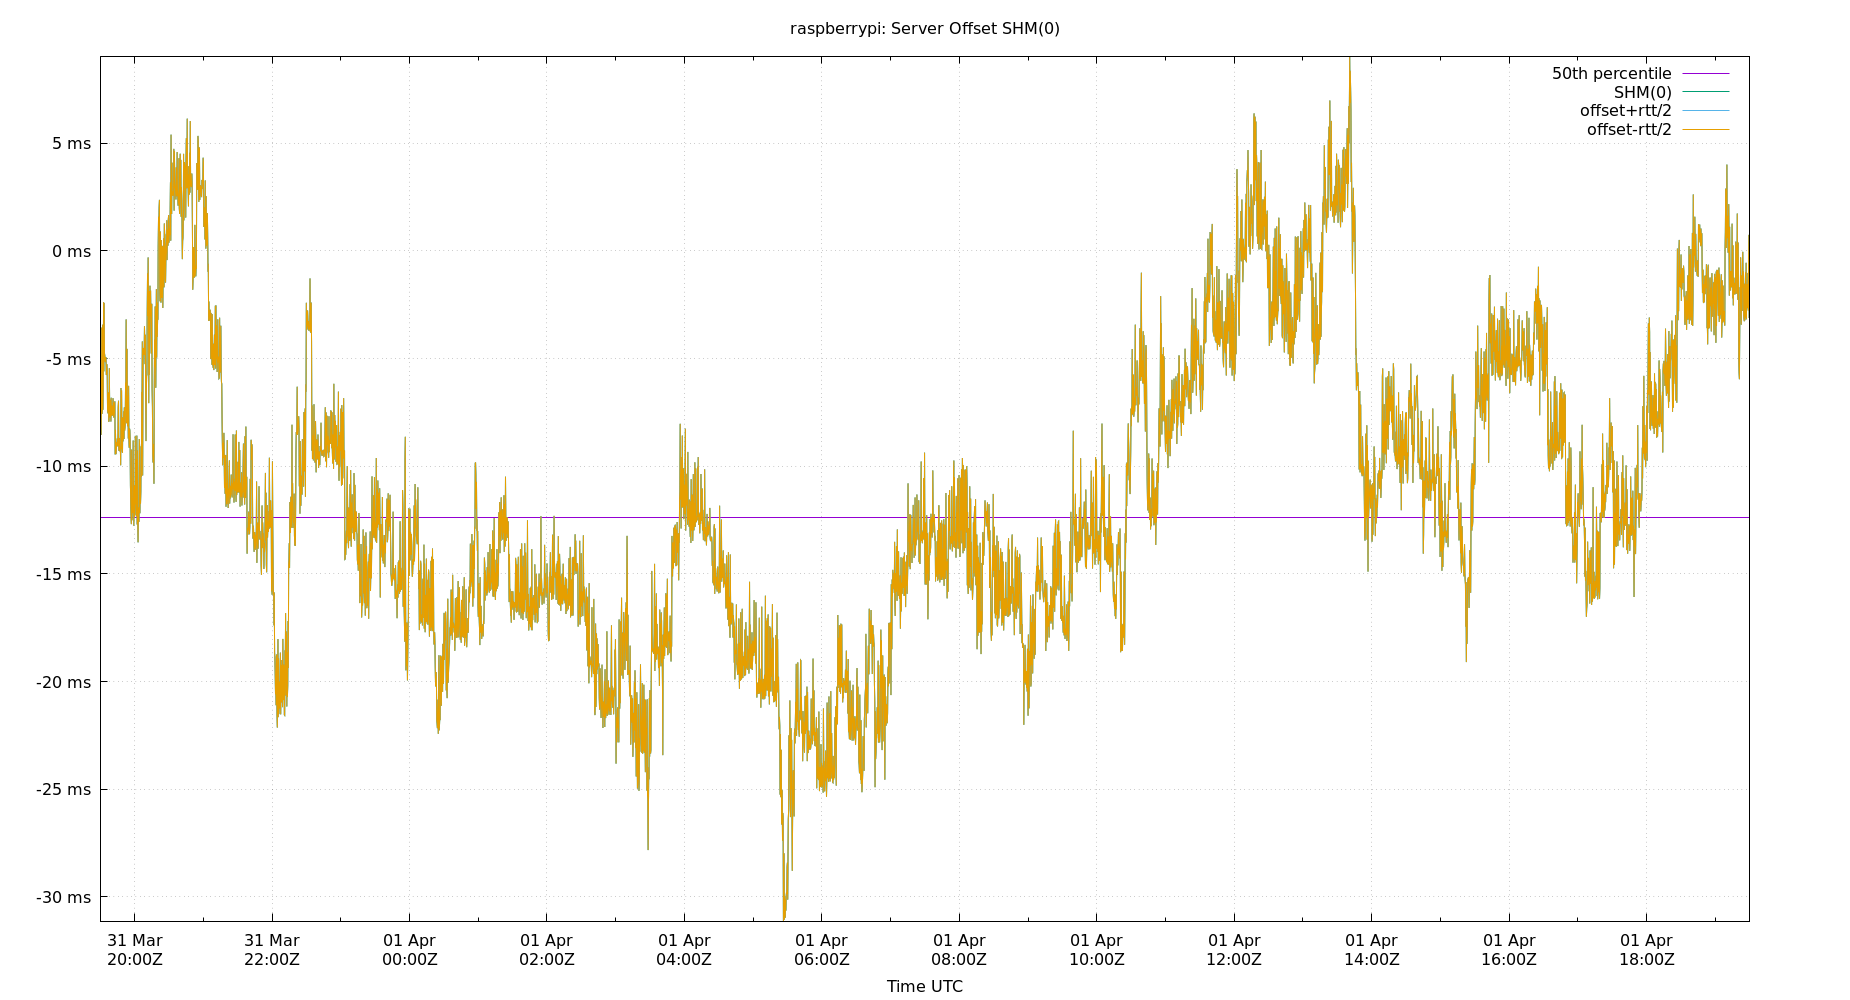 raspberrypi: Server Offset SHM(0)
50th percentile
SHM(0)
offset+rtt/2
offset-rtt/2
5 ms
0 ms
-5 ms
-10 ms
-15 ms
-20 ms
-25 ms
-30 ms
31 Mar 31 Mar 01 Apr 01 Apr 01 Apr 01 Apr 01 Apr 01 Apr 01 Apr 01 Apr 01 Apr 01 Apr
20:00Z 22:00Z 00:00Z 02:00Z 04:00Z 06:00Z 08:00Z 10:00Z 12:00Z 14:00Z 16:00Z 18:00Z
Time UTC